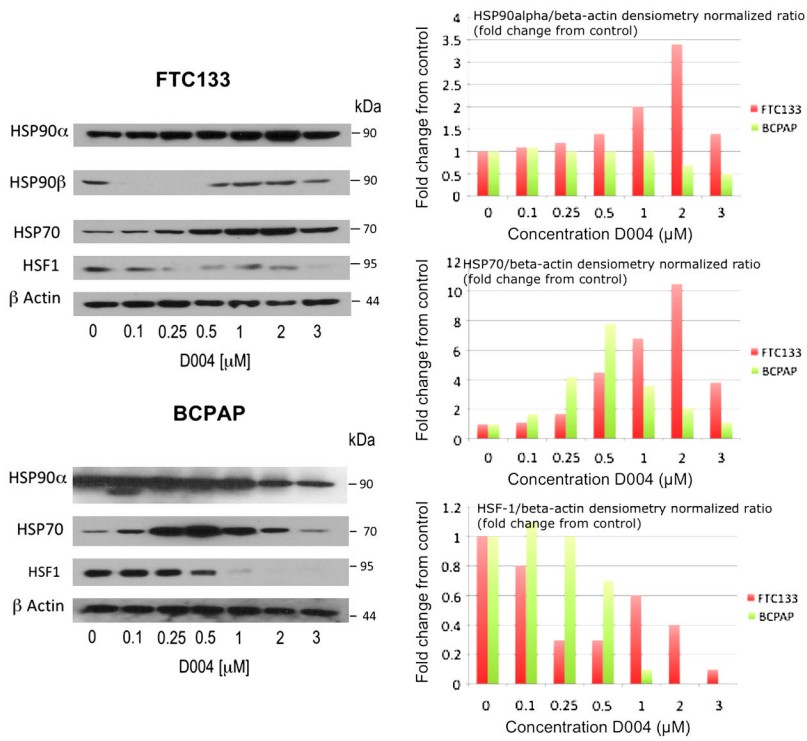 FTC133
kDa
HSP90α
90
HSP90β
90
HSP70
70
HSF1
95
β Actin
44
0 0.1 0.25 0.5 1 2 3
D004 [µM]
BCPAP
kDa
HSP90α
90
HSP70
70
HSF1
95
β Actin
44
0 0.1 0.25 0.5 1 2 3
D004 [µM]
HSP90alpha/beta-actin densiometry normalized ratio
(fold change from control)
Fold change from control
4
3.5
3
2.5
2
1.5
1
0.5
0
0 0.1 0.25 0.5 1 2 3
Concentration D004 (µM)
FTC133
BCPAP
HSP70/beta-actin densiometry normalized ratio
(fold change from control)
Fold change from control
12
10
8
6
4
2
0
0 0.1 0.25 0.5 1 2 3
Concentration D004 (µM)
FTC133
BCPAP
HSF-1/beta-actin densiometry normalized ratio
(fold change from control)
Fold change from control
1.2
1
0.8
0.6
0.4
0.2
0
0 0.1 0.25 0.5 1 2 3
Concentration D004 (µM)
FTC133
BCPAP